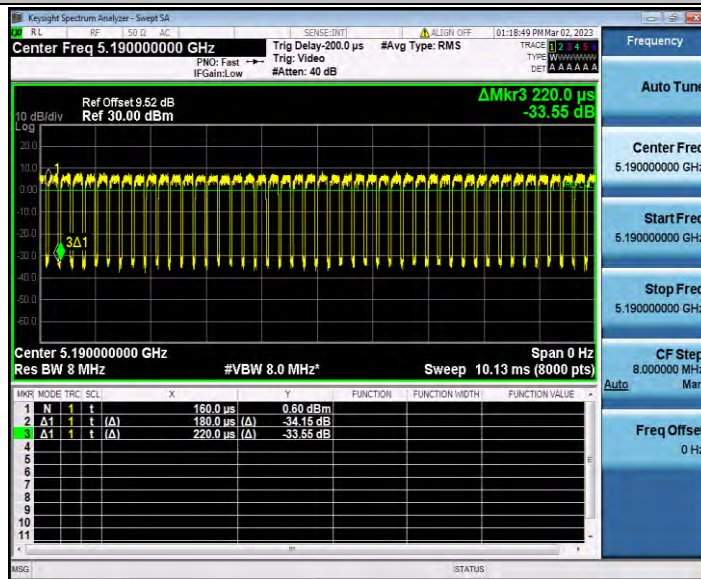 Keysight Spectrum Analyzer - Swept SA
RL RF 50 Ω AC SENSE:INT ALIGN OFF 01:18:49 PM Mar 02, 2023
Center Freq 5.190000000 GHz Trig Delay-200.0 µs #Avg Type: RMS TRACE 1 2 3 4 5 6
PNO: Fast Trig: Video TYPE W
IFGain:Low #Atten: 40 dB DET A A A A A A
ΔMkr3 220.0 µs
Ref Offset 9.52 dB
10 dB/div Ref 30.00 dBm -33.55 dB
Log
20.0
10.0
1
0.00
-10.0
-20.0
3Δ1
-30.0
-40.0
-50.0
-60.0
Center 5.190000000 GHz Span 0 Hz
Res BW 8 MHz #VBW 8.0 MHz* Sweep 10.13 ms (8000 pts)
MKR MODE TRC SCL X Y FUNCTION FUNCTION WIDTH FUNCTION VALUE
1 N 1 t 160.0 µs 0.60 dBm
2 Δ1 1 t (Δ) 180.0 µs (Δ) -34.15 dB
3 Δ1 1 t (Δ) 220.0 µs (Δ) -33.55 dB
4
5
6
7
8
9
10
11
MSG STATUS
Frequency
Auto Tune
Center Freq
5.190000000 GHz
Start Freq
5.190000000 GHz
Stop Freq
5.190000000 GHz
CF Step
8.000000 MHz
Auto Man
Freq Offset
0 Hz